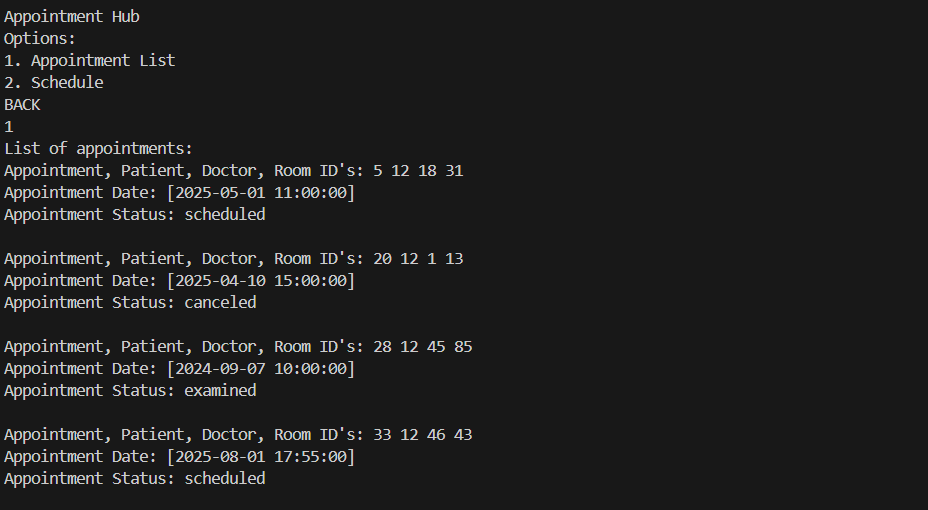 Appointment Hub
Options:
1. Appointment List
2. Schedule
BACK
1
List of appointments:
Appointment, Patient, Doctor, Room ID's: 5 12 18 31
Appointment Date: [2025-05-01 11:00:00]
Appointment Status: scheduled
Appointment, Patient, Doctor, Room ID's: 20 12 1 13
Appointment Date: [2025-04-10 15:00:00]
Appointment Status: canceled
Appointment, Patient, Doctor, Room ID's: 28 12 45 85
Appointment Date: [2024-09-07 10:00:00]
Appointment Status: examined
Appointment, Patient, Doctor, Room ID's: 33 12 46 43
Appointment Date: [2025-08-01 17:55:00]
Appointment Status: scheduled